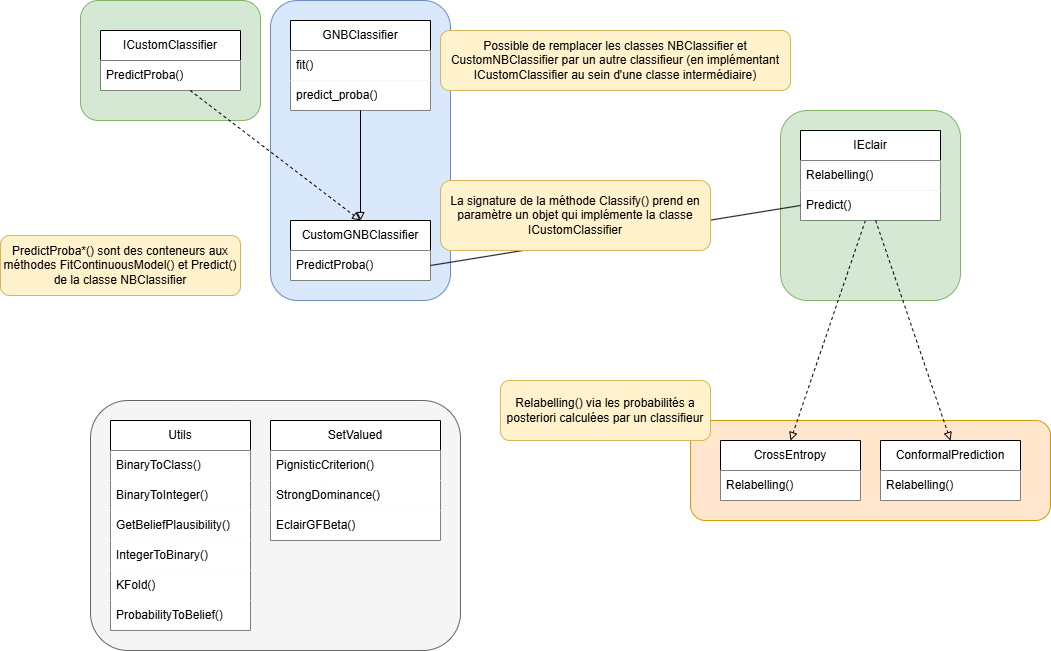 ICustomClassifier
PredictProba()
GNBClassifier
fit()
predict_proba()
Possible de remplacer les classes NBClassifier et
CustomNBClassifier par un autre classifieur (en implémentant
ICustomClassifier au sein d'une classe intermédiaire)
IEclair
Relabelling()
Predict()
La signature de la méthode Classify() prend en
paramètre un objet qui implémente la classe
ICustomClassifier
CustomGNBClassifier
PredictProba()
PredictProba*() sont des conteneurs aux
méthodes FitContinuousModel() et Predict()
de la classe NBClassifier
Relabelling() via les probabilités a
posteriori calculées par un classifieur
CrossEntropy
Relabelling()
ConformalPrediction
Relabelling()
Utils
BinaryToClass()
BinaryToInteger()
GetBeliefPlausibility()
IntegerToBinary()
KFold()
ProbabilityToBelief()
SetValued
PignisticCriterion()
StrongDominance()
EclairGFBeta()